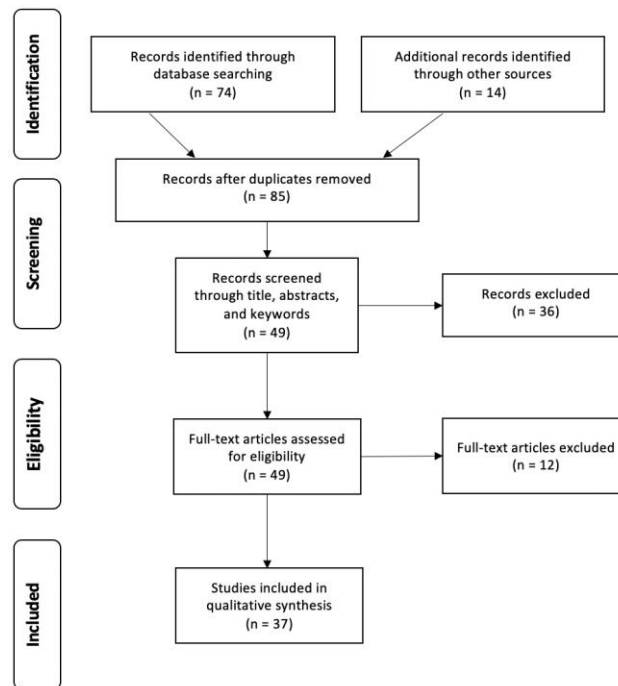 Identification
Records identified through
database searching
(n = 74)
Additional records identified
through other sources
(n = 14)
Records after duplicates removed
(n = 85)
Screening
Records screened
through title, abstracts,
and keywords
(n = 49)
Records excluded
(n = 36)
Eligibility
Full-text articles assessed
for eligibility
(n = 49)
Full-text articles excluded
(n = 12)
Included
Studies included in
qualitative synthesis
(n = 37)